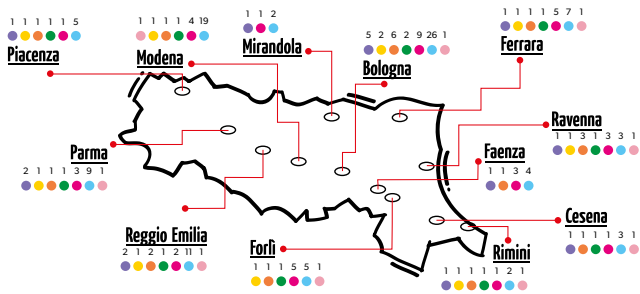 1 1 1 1 1 5
Piacenza
1 1 1 1 4 19
Modena
1 1 2
Mirandola
5 2 6 2 9 26 1
Bologna
1 1 1 1 5 7 1
Ferrara
Ravenna
1 1 3 1 3 3 1
Parma
2 1 1 1 3 9 1
Faenza
1 1 3 4
Reggio Emilia
2 1 2 1 2 11 1
Forlì
1 1 1 5 5 1
Cesena
1 1 1 1 3 1
Rimini
1 1 1 1 1 2 1